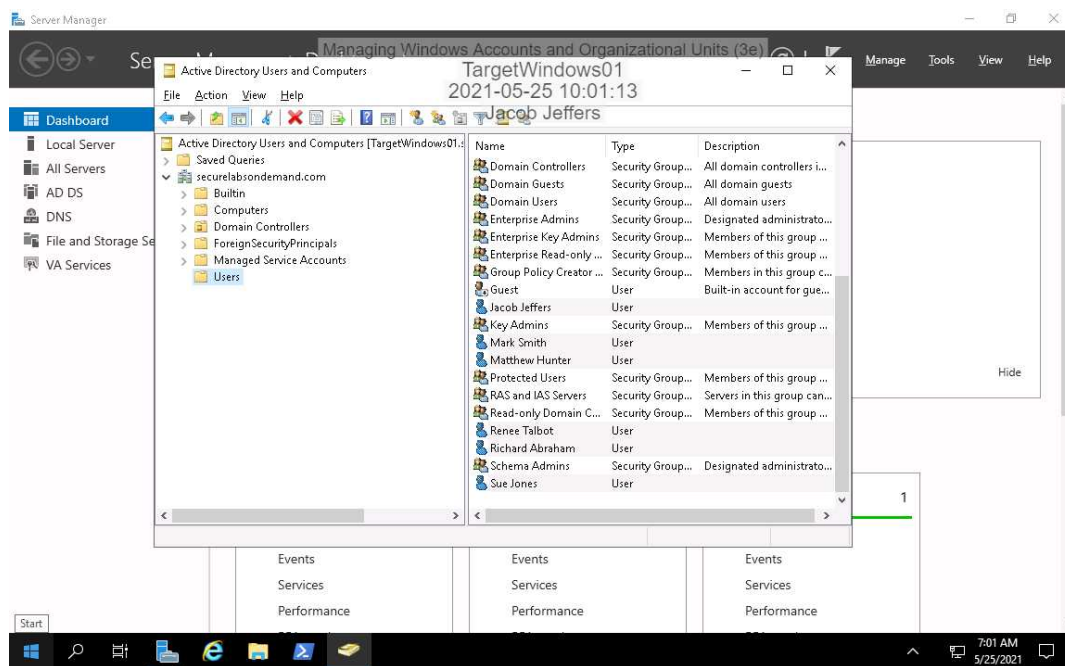 Server Manager
Managing Windows Accounts and Organizational Units (3e)
TargetWindows01
2021-05-25 10:01:13
Jacob Jeffers
Manage Tools View Help
Active Directory Users and Computers
File Action View Help
Dashboard
Local Server
All Servers
AD DS
DNS
File and Storage Se
VA Services
Active Directory Users and Computers [TargetWindows01.s
Saved Queries
securelabsondemand.com
Builtin
Computers
Domain Controllers
ForeignSecurityPrincipals
Managed Service Accounts
Users
Name Type Description
Domain Controllers Security Group... All domain controllers i...
Domain Guests Security Group... All domain guests
Domain Users Security Group... All domain users
Enterprise Admins Security Group... Designated administrato...
Enterprise Key Admins Security Group... Members of this group ...
Enterprise Read-only ... Security Group... Members of this group ...
Group Policy Creator ... Security Group... Members in this group c...
Guest User Built-in account for gue...
Jacob Jeffers User
Key Admins Security Group... Members of this group ...
Mark Smith User
Matthew Hunter User
Protected Users Security Group... Members of this group ...
RAS and IAS Servers Security Group... Servers in this group can...
Read-only Domain C... Security Group... Members of this group ...
Renee Talbot User
Richard Abraham User
Schema Admins Security Group... Designated administrato...
Sue Jones User
Hide
1
Events Events Events
Services Services Services
Performance Performance Performance
Start
7:01 AM
5/25/2021